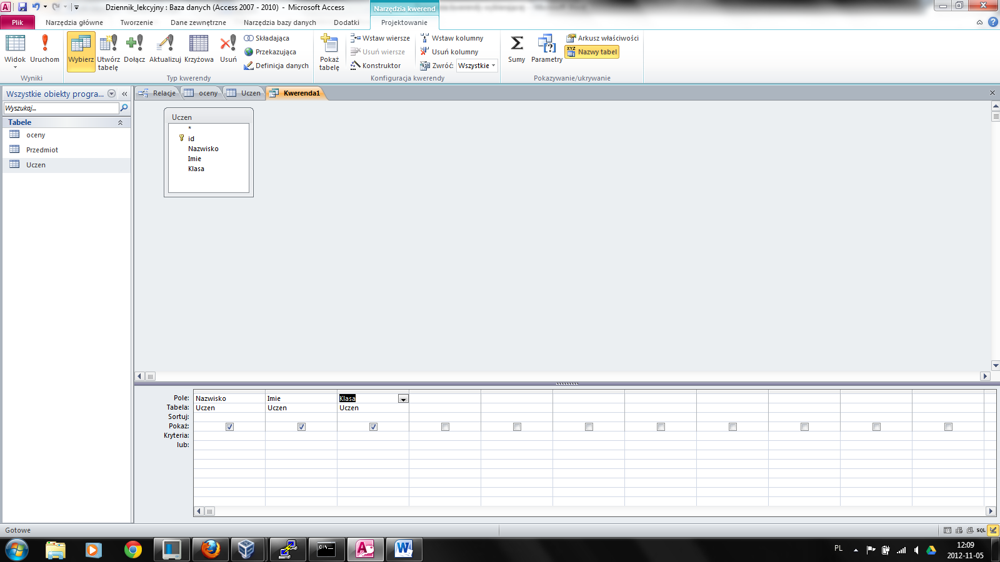 Dziennik_lekcyjny : Baza danych (Access 2007 - 2010) - Microsoft Access
Narzędzia kwerend
Plik Narzędzia główne Tworzenie Dane zewnętrzne Narzędzia bazy danych Dodatki Projektowanie
Widok
Uruchom
Wyniki
Wybierz
Utwórz tabelę
Dołącz
Aktualizuj
Krzyżowa
Usuń
Składająca
Przekazująca
Definicja danych
Typ kwerendy
Pokaż tabelę
Wstaw wiersze
Usuń wiersze
Konstruktor
Wstaw kolumny
Usuń kolumny
Zwróć: Wszystkie
Konfiguracja kwerendy
Sumy
Parametry
Arkusz właściwości
XYZ Nazwy tabel
Pokazywanie/ukrywanie
Wszystkie obiekty progra... «
Wyszukaj...
Tabele
oceny
Przedmiot
Uczen
Relacje oceny Uczen Kwerenda1
Uczen
*
id
Nazwisko
Imie
Klasa
Pole: Nazwisko Imie Klasa
Tabela: Uczen Uczen Uczen
Sortuj:
Pokaż:
Kryteria:
lub:
Gotowe
SQL
C:\
PL
12:09
2012-11-05